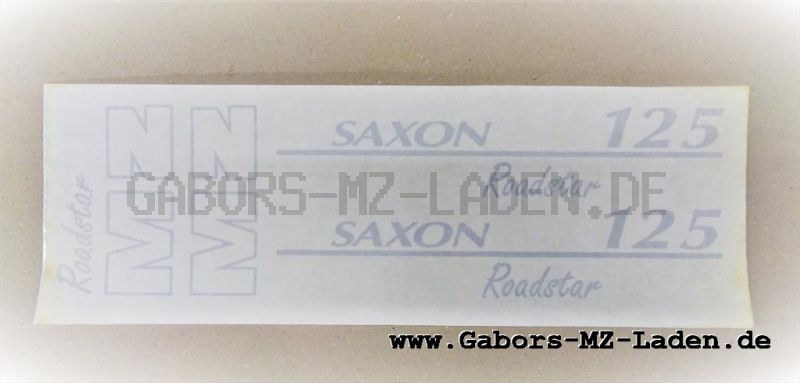 Roadstar
MZ
MZ
SAXON 125
Roadstar
GABORS-MZ-LADEN.DE
SAXON 125
Roadstar
www.Gabors-MZ-Laden.de